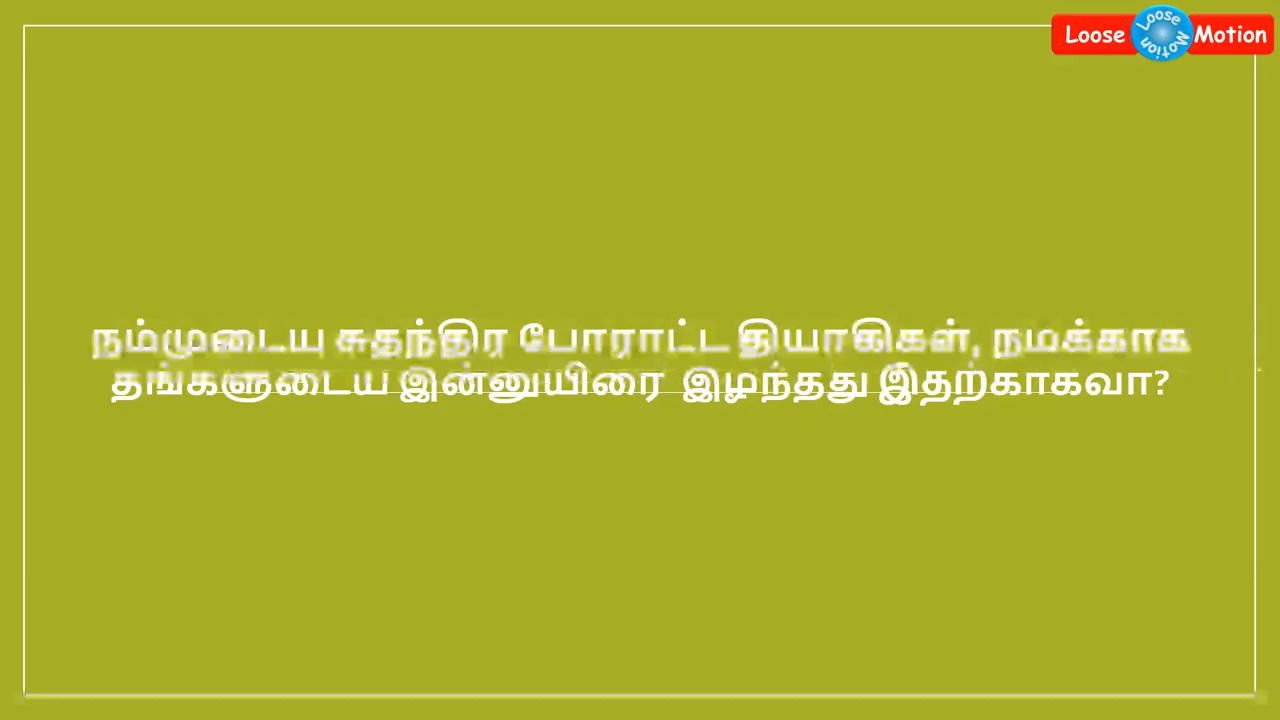 Loose Loose Motion Motion
நம்முடைய சுதந்திர போராட்ட தியாகிகள், நமக்காக
தங்களுடைய இன்னுயிரை இழந்தது இதற்காகவா?